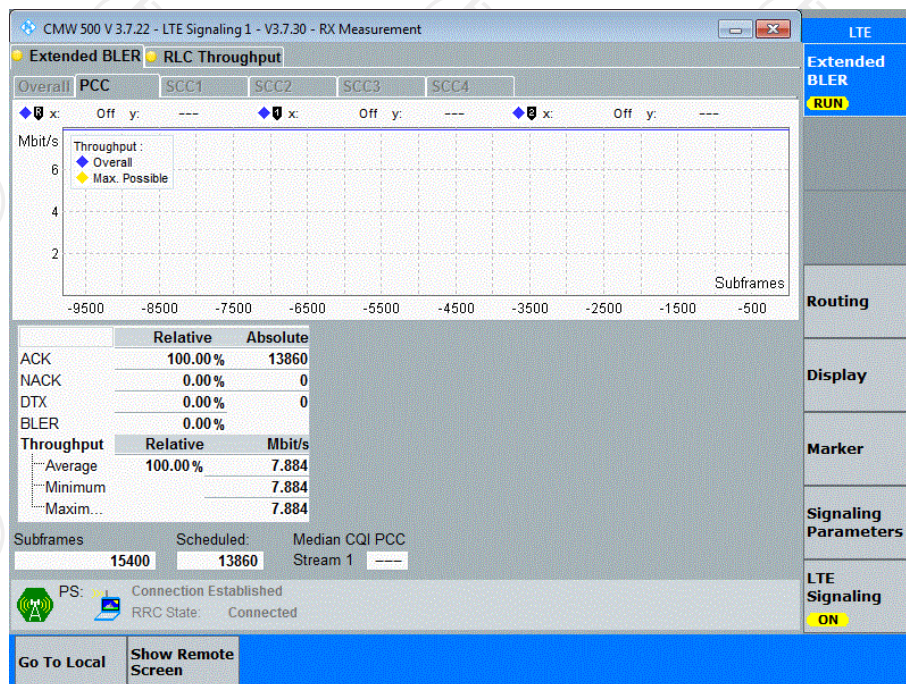 CMW 500 V 3.7.22 - LTE Signaling 1 - V3.7.30 - RX Measurement
LTE
Extended BLER RLC Throughput
Extended
BLER
RUN
Overall PCC SCC1 SCC2 SCC3 SCC4
R x: Off y: --- 1 x: Off y: --- 2 x: Off y: ---
Mbit/s
Throughput :
Overall
Max. Possible
6
4
2
Subframes
-9500 -8500 -7500 -6500 -5500 -4500 -3500 -2500 -1500 -500
Routing
Relative Absolute
ACK 100.00 % 13860
NACK 0.00 % 0
DTX 0.00 % 0
BLER 0.00 %
Display
Throughput Relative Mbit/s
Average 100.00 % 7.884
Minimum 7.884
Maxim... 7.884
Marker
Signaling
Parameters
Subframes Scheduled: Median CQI PCC
15400 13860 Stream 1 ---
PS: Connection Established
RRC State: Connected
LTE
Signaling
ON
Go To Local
Show Remote
Screen